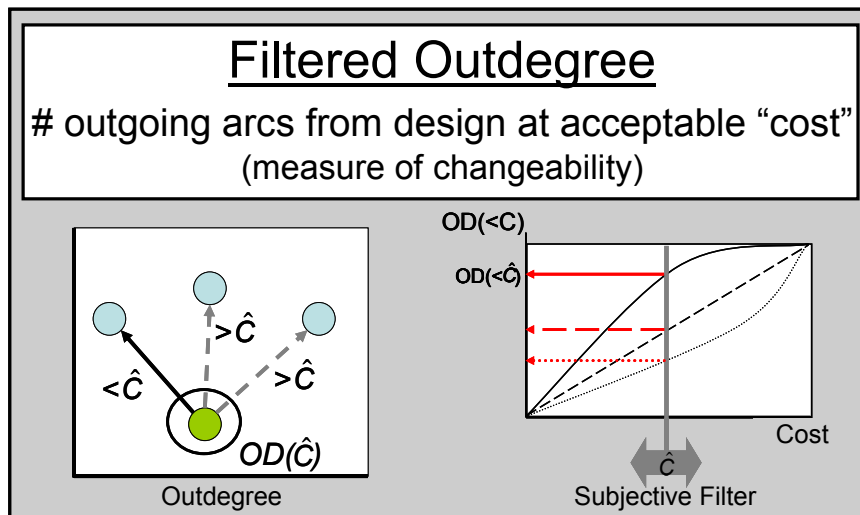 Filtered Outdegree
# outgoing arcs from design at acceptable “cost”
(measure of changeability)
>Ĉ
<Ĉ
>Ĉ
OD(Ĉ)
Outdegree
OD(<C)
OD(<Ĉ)
Cost
Ĉ
Subjective Filter